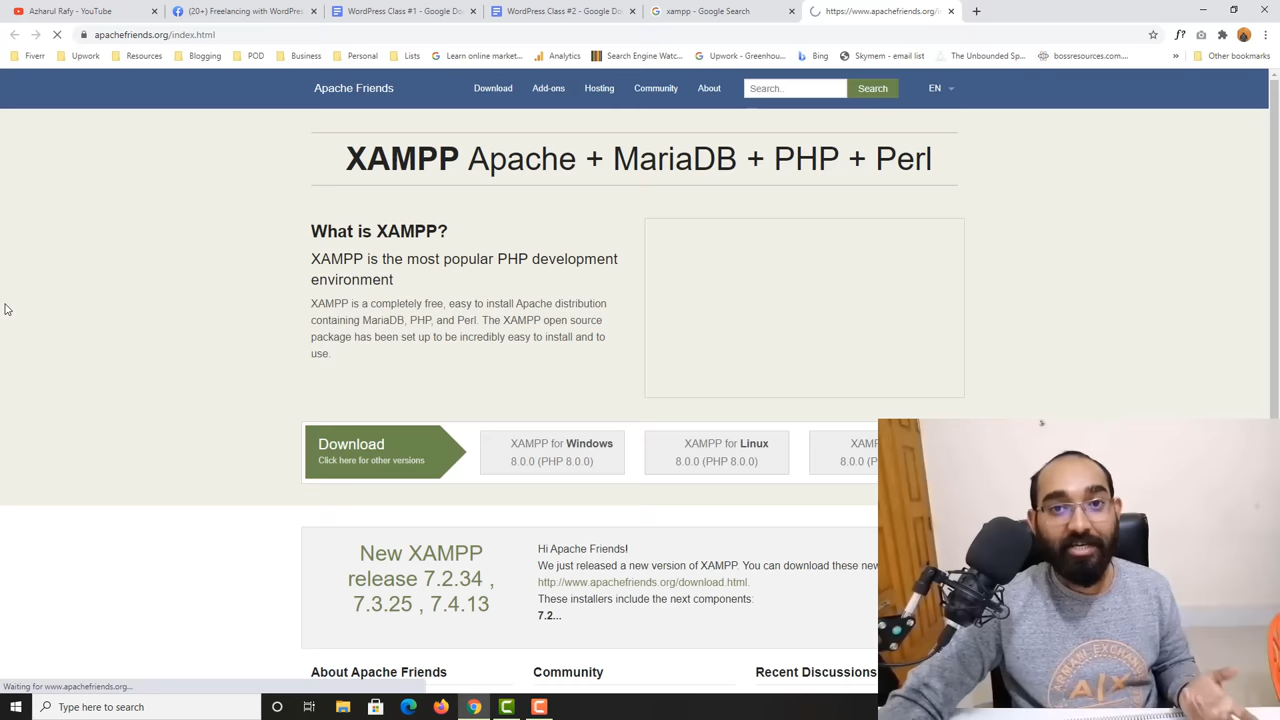 Azharul Rafy - YouTube
(20+) Freelancing with WordPres
WordPress Class #1 - Google Do
WordPress Class #2 - Google Do
xampp - Google Search
https://www.apachefriends.org/i
apachefriends.org/index.html
Fiverr
Upwork
Resources
Blogging
POD
Business
Personal
Lists
Learn online market...
Analytics
Search Engine Watc...
Upwork - Greenhou...
Bing
Skymem - email list
The Unbounded Sp...
bossresources.com...
»
Other bookmarks
Apache Friends
Download
Add-ons
Hosting
Community
About
Search..
Search
EN
XAMPP Apache + MariaDB + PHP + Perl
What is XAMPP?
XAMPP is the most popular PHP development
environment
XAMPP is a completely free, easy to install Apache distribution
containing MariaDB, PHP, and Perl. The XAMPP open source
package has been set up to be incredibly easy to install and to
use.
Download
Click here for other versions
XAMPP for Windows
8.0.0 (PHP 8.0.0)
XAMPP for Linux
8.0.0 (PHP 8.0.0)
XAMP
8.0.0 (P
New XAMPP
release 7.2.34 ,
7.3.25 , 7.4.13
Hi Apache Friends!
We just released a new version of XAMPP. You can download these new
http://www.apachefriends.org/download.html.
These installers include the next components:
7.2...
About Apache Friends
Community
Recent Discussions
Waiting for www.apachefriends.org...
Type here to search
ARMANI EXCHANGE
A|X